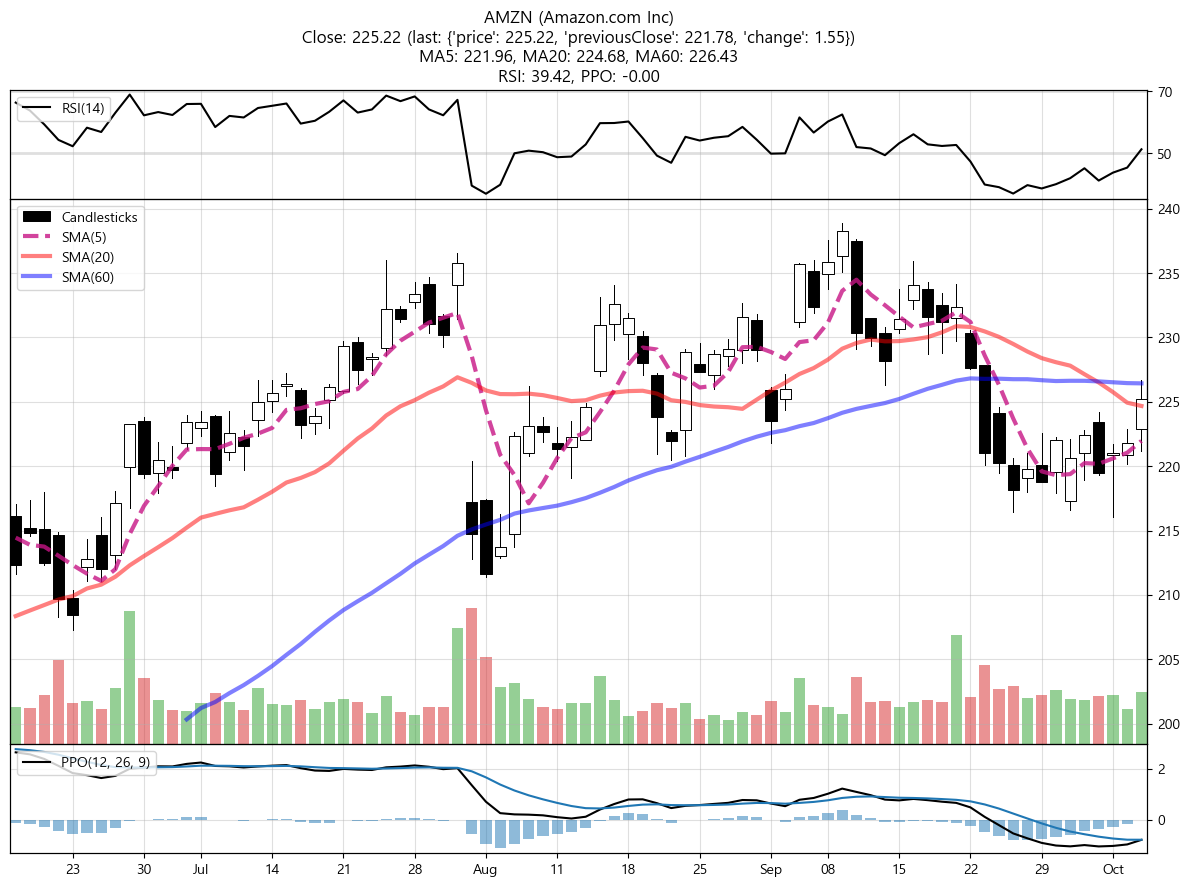 AMZN (Amazon.com Inc)
Close: 225.22 (last: {'price': 225.22, 'previousClose': 221.78, 'change': 1.55})
MA5: 221.96, MA20: 224.68, MA60: 226.43
RSI: 39.42, PPO: -0.00
RSI(14)
70
50
Candlesticks
SMA(5)
SMA(20)
SMA(60)
240
235
230
225
220
215
210
205
200
PPO(12, 26, 9)
2
0
23 30 Jul 14 21 28 Aug 11 18 25 Sep 08 15 22 29 Oct